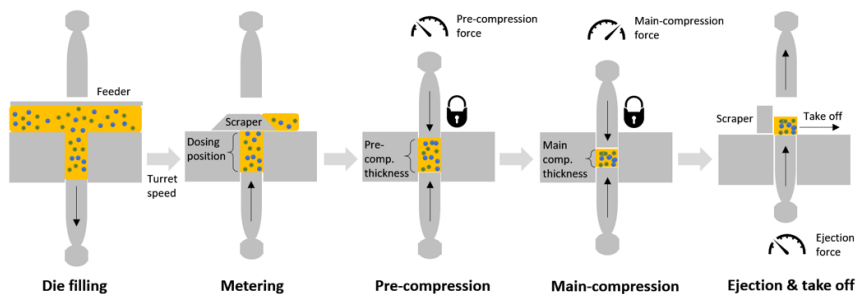 Feeder
Die filling
Turret
speed
Scraper
Dosing
position
Metering
Pre-compression
force
Pre-
comp.
thickness
Pre-compression
Main-compression
force
Main
comp.
thickness
Main-compression
Scraper
Take off
Ejection
force
Ejection & take off